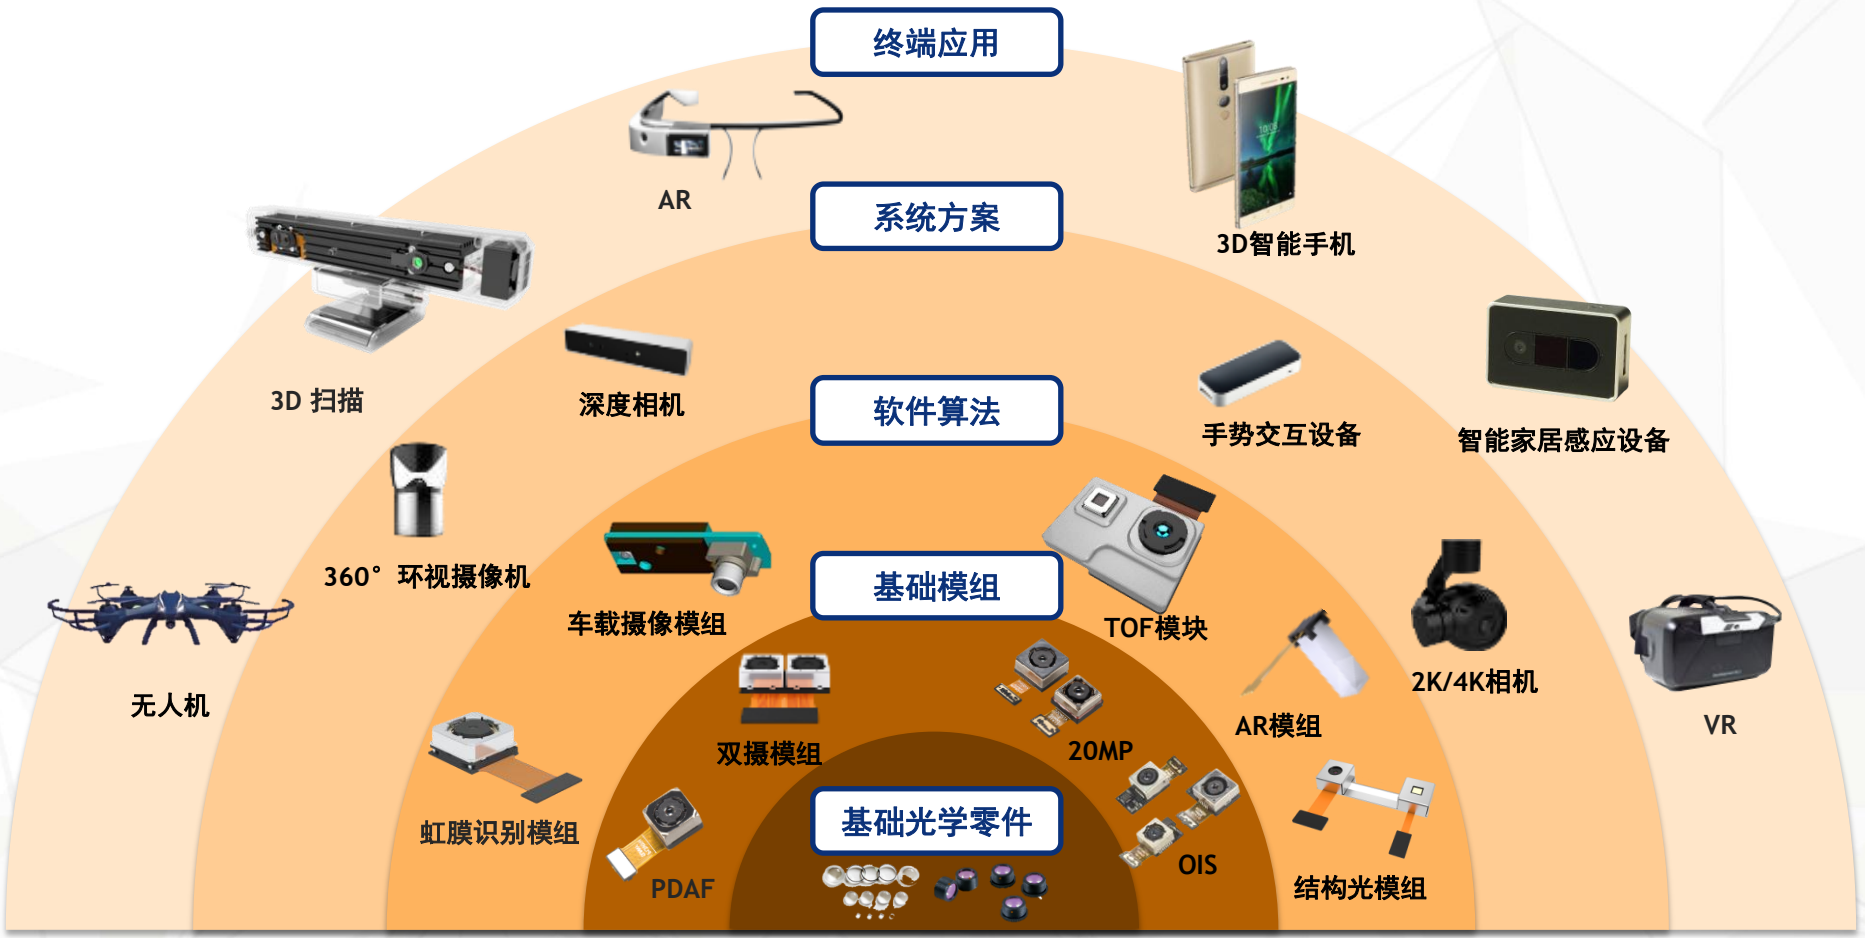 终端应用
AR
3D智能手机
系统方案
3D 扫描
深度相机
手势交互设备
智能家居感应设备
软件算法
360° 环视摄像机
车载摄像模组
基础模组
TOF模块
2K/4K相机
无人机
AR模组
VR
双摄模组
20MP
虹膜识别模组
基础光学零件
PDAF
OIS
结构光模组